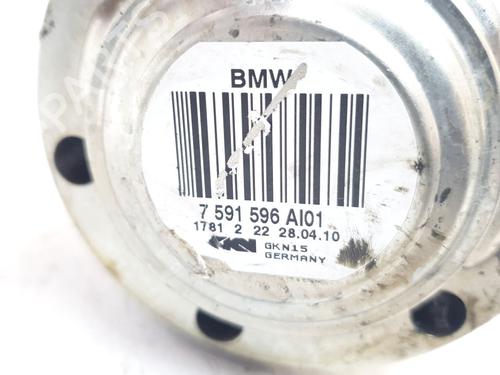 BMW
7 591 596 AI01
1781 2 22 28.04.10
GKN GKN15
GERMANY